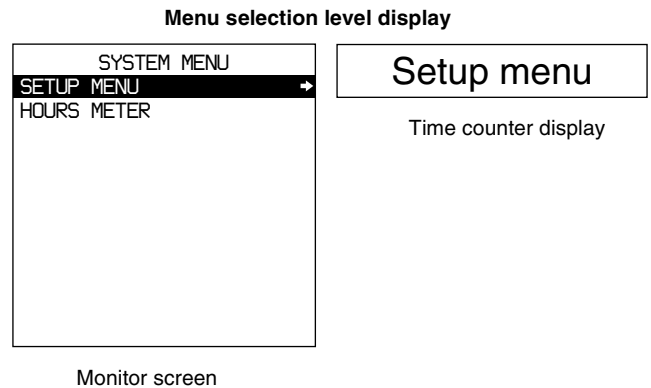 Menu selection level display
SYSTEM MENU
SETUP MENU
HOURS METER
Monitor screen
Setup menu
Time counter display